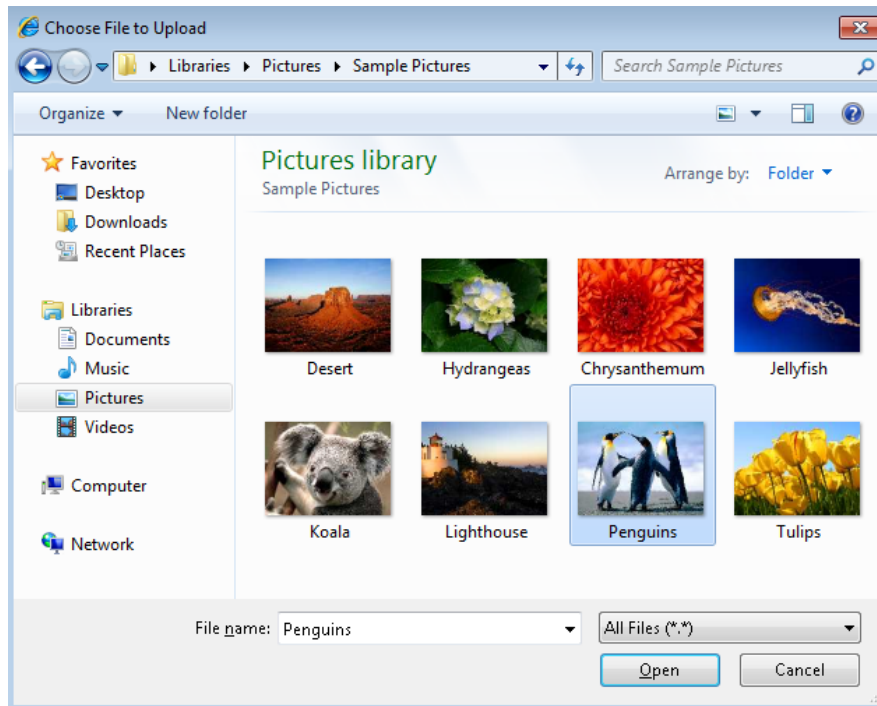 Choose File to Upload
Libraries Pictures Sample Pictures
Search Sample Pictures
Organize
New folder
Favorites
Desktop
Downloads
Recent Places
Libraries
Documents
Music
Pictures
Videos
Computer
Network
Pictures library
Sample Pictures
Arrange by: Folder
Desert
Hydrangeas
Chrysanthemum
Jellyfish
Koala
Lighthouse
Penguins
Tulips
File name: Penguins
All Files (*.*)
Open
Cancel